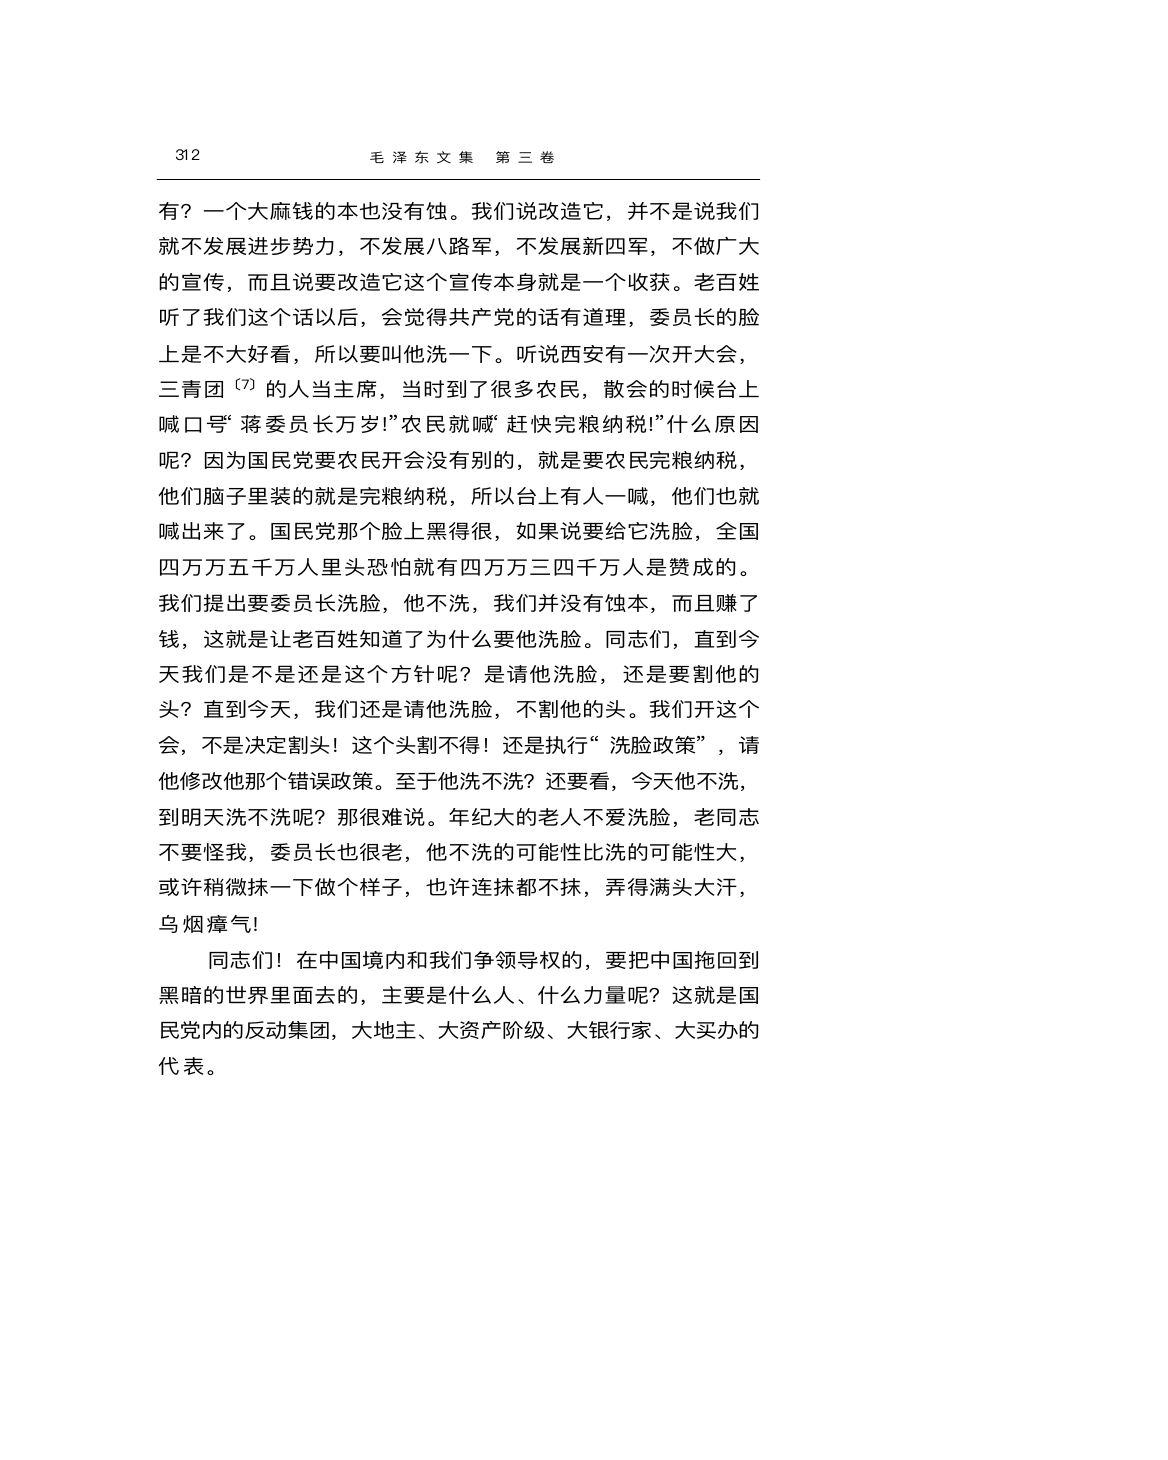 312
毛泽东文集 第三卷
有？一个大麻钱的本也没有蚀。我们说改造它，并不是说我们
就不发展进步势力，不发展八路军，不发展新四军，不做广大
的宣传，而且说要改造它这个宣传本身就是一个收获。老百姓
听了我们这个话以后，会觉得共产党的话有道理，委员长的脸
上是不大好看，所以要叫他洗一下。听说西安有一次开大会，
三青团〔7〕的人当主席，当时到了很多农民，散会的时候台上
喊口号“蒋委员长万岁！”农民就喊“赶快完粮纳税！”什么原因
呢？因为国民党要农民开会没有别的，就是要农民完粮纳税，
他们脑子里装的就是完粮纳税，所以台上有人一喊，他们也就
喊出来了。国民党那个脸上黑得很，如果说要给它洗脸，全国
四万万五千万人里头恐怕就有四万万三四千万人是赞成的。
我们提出要委员长洗脸，他不洗，我们并没有蚀本，而且赚了
钱，这就是让老百姓知道了为什么要他洗脸。同志们，直到今
天我们是不是还是这个方针呢？是请他洗脸，还是要割他的
头？直到今天，我们还是请他洗脸，不割他的头。我们开这个
会，不是决定割头！这个头割不得！还是执行“洗脸政策”，请
他修改他那个错误政策。至于他洗不洗？还要看，今天他不洗，
到明天洗不洗呢？那很难说。年纪大的老人不爱洗脸，老同志
不要怪我，委员长也很老，他不洗的可能性比洗的可能性大，
或许稍微抹一下做个样子，也许连抹都不抹，弄得满头大汗，
乌烟瘴气！
同志们！在中国境内和我们争领导权的，要把中国拖回到
黑暗的世界里面去的，主要是什么人、什么力量呢？这就是国
民党内的反动集团，大地主、大资产阶级、大银行家、大买办的
代表。